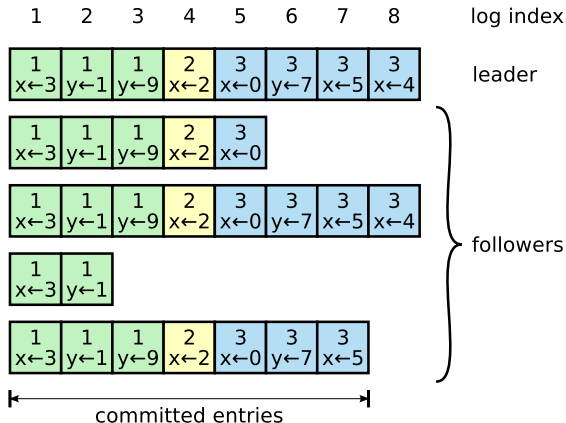 1 2 3 4 5 6 7 8 log index
1 1 1 2 3 3 3 3
x←3 y←1 y←9 x←2 x←0 y←7 x←5 x←4
leader
1 1 1 2 3
x←3 y←1 y←9 x←2 x←0
1 1 1 2 3 3 3 3
x←3 y←1 y←9 x←2 x←0 y←7 x←5 x←4
followers
1 1
x←3 y←1
1 1 1 2 3 3 3
x←3 y←1 y←9 x←2 x←0 y←7 x←5
committed entries